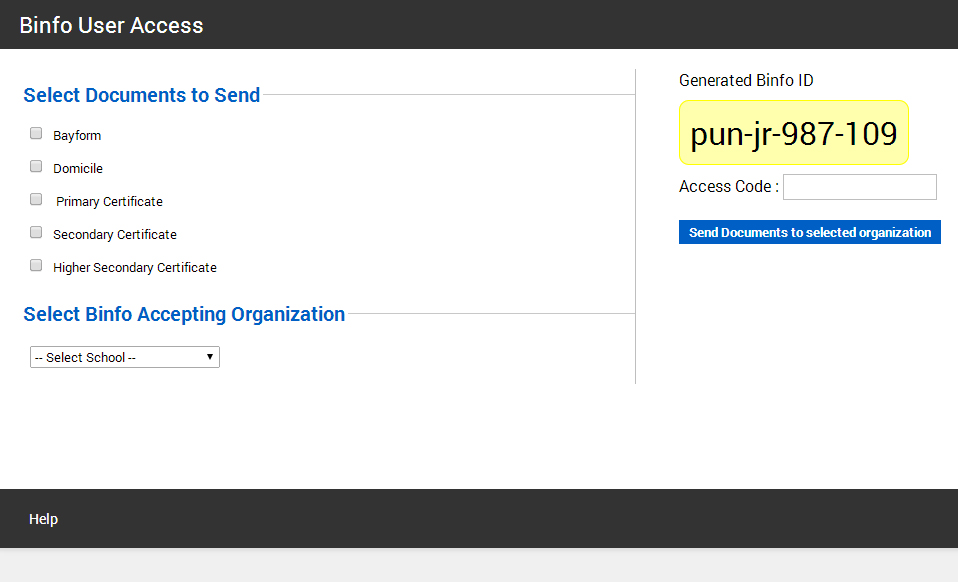 Binfo User Access
Select Documents to Send
Bayform
Domicile
Primary Certificate
Secondary Certificate
Higher Secondary Certificate
Select Binfo Accepting Organization
-- Select School --
Generated Binfo ID
pun-jr-987-109
Access Code :
Send Documents to selected organization
Help